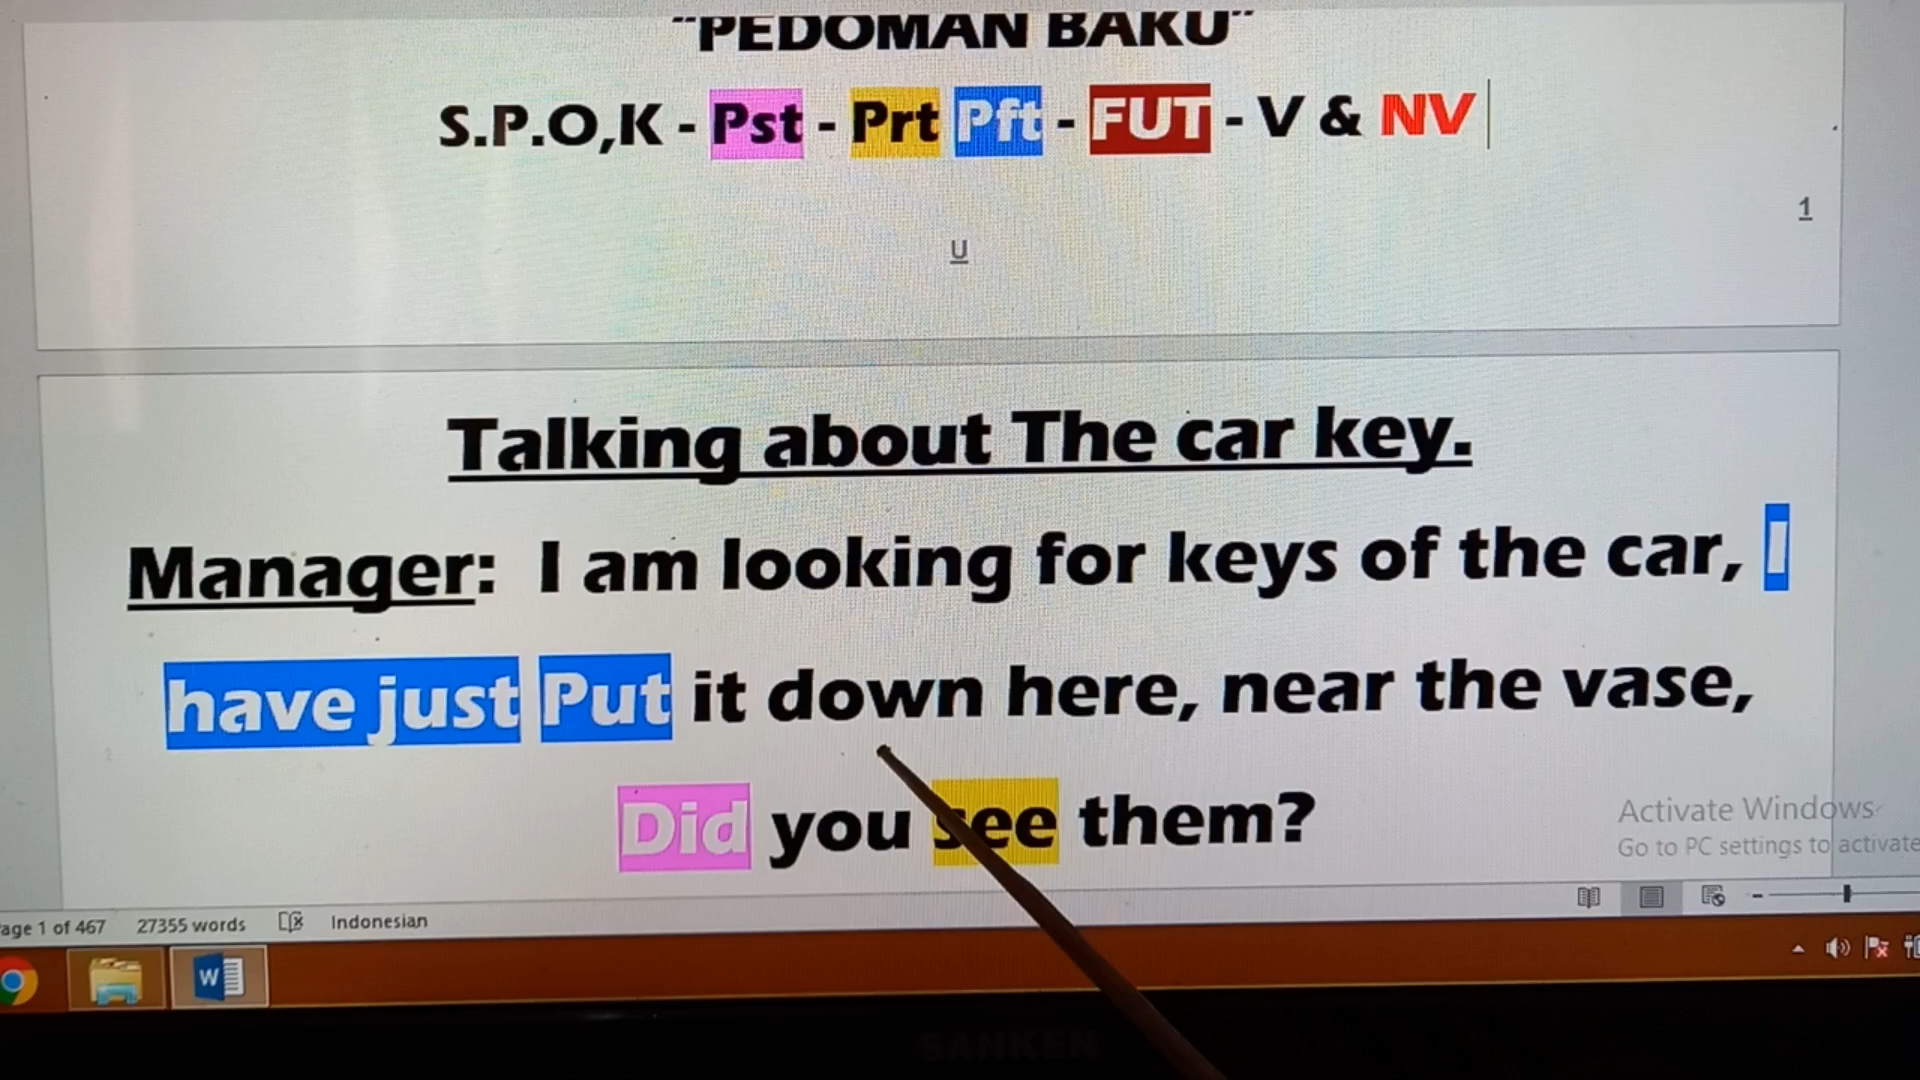 "PEDOMAN BAKU"
S.P.O,K - Pst - Prt Pft - FUT - V & NV
1
U
Talking about The car key.
Manager: I am looking for keys of the car, I
have just Put it down here, near the vase,
Did you see them?
Activate Windows
Go to PC settings to activate
age 1 of 467 27355 words Indonesian
W
SANKEN